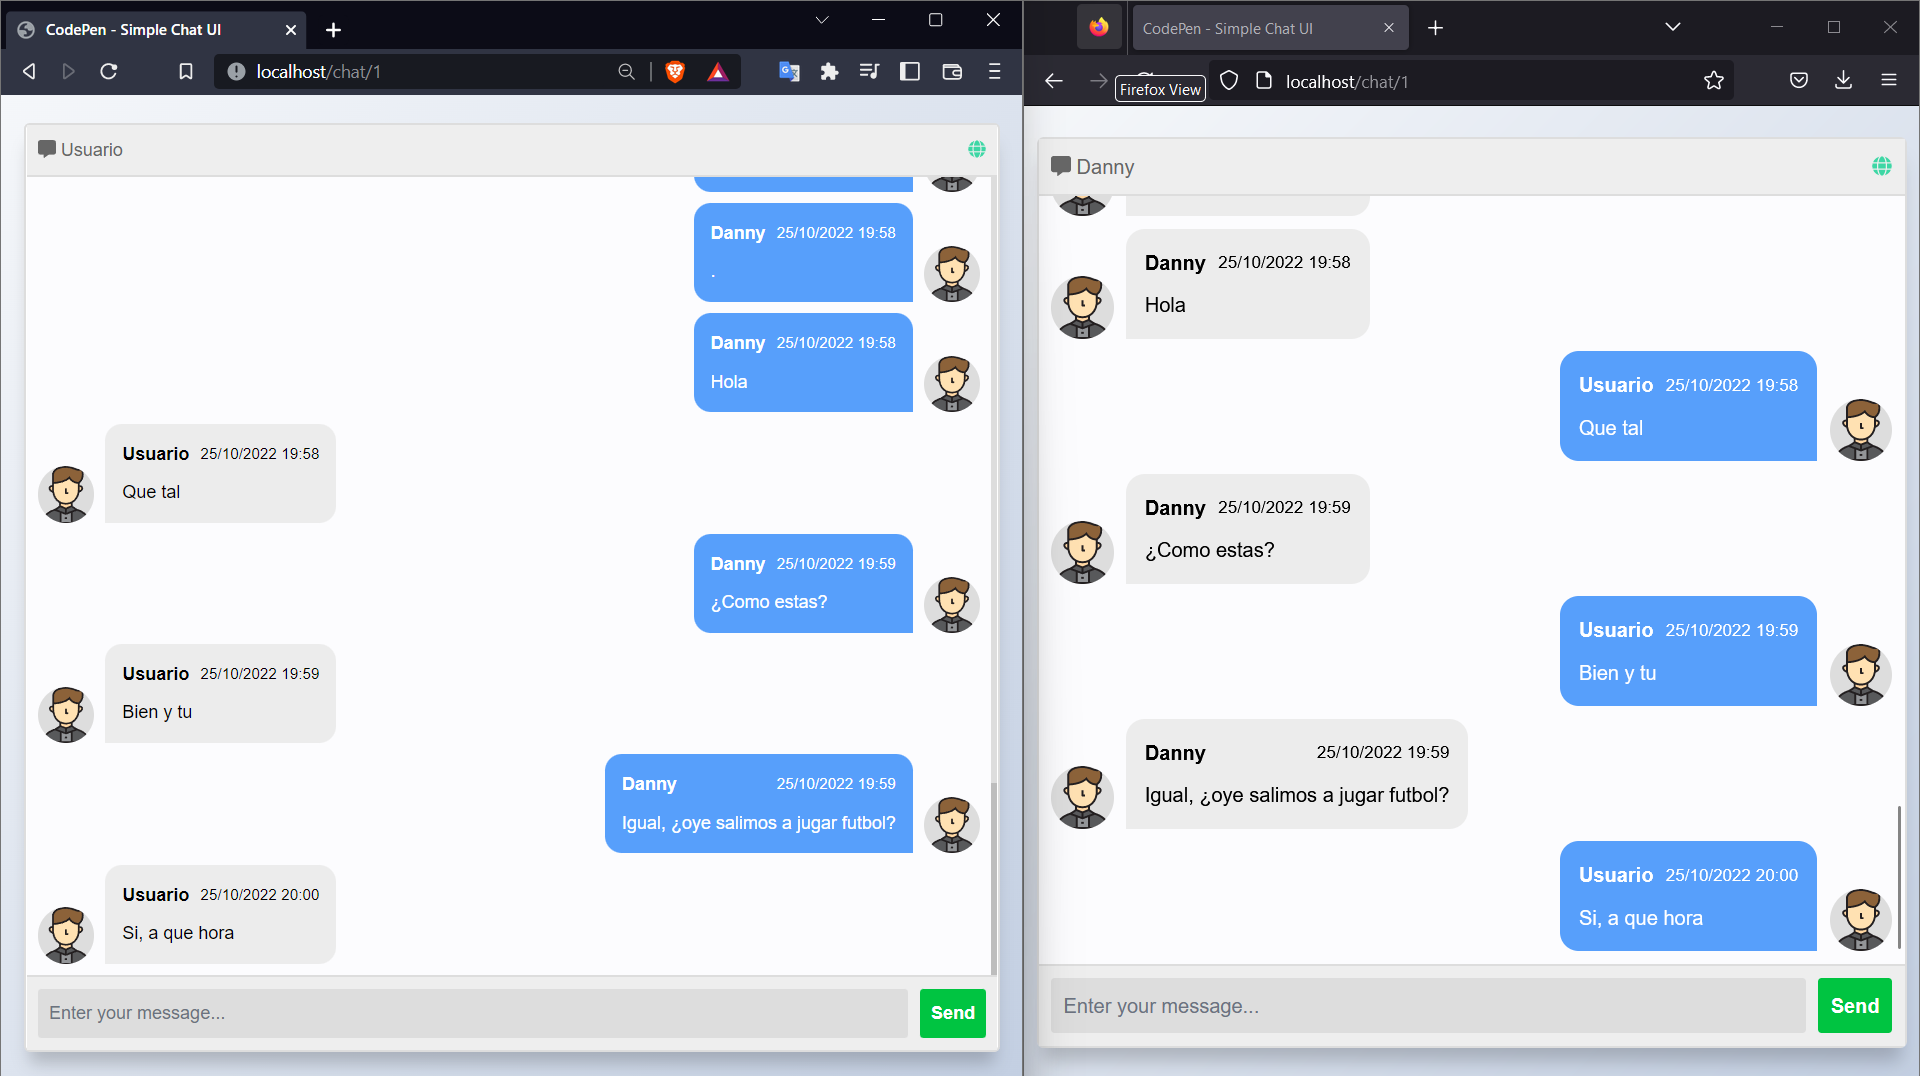 CodePen - Simple Chat UI
localhost/chat/1
Usuario
Danny 25/10/2022 19:58
.
Danny 25/10/2022 19:58
Hola
Usuario 25/10/2022 19:58
Que tal
Danny 25/10/2022 19:59
¿Como estas?
Usuario 25/10/2022 19:59
Bien y tu
Danny 25/10/2022 19:59
Igual, ¿oye salimos a jugar futbol?
Usuario 25/10/2022 20:00
Si, a que hora
Enter your message...
Send
CodePen - Simple Chat UI
Firefox View
localhost/chat/1
Danny
Danny 25/10/2022 19:58
Hola
Usuario 25/10/2022 19:58
Que tal
Danny 25/10/2022 19:59
¿Como estas?
Usuario 25/10/2022 19:59
Bien y tu
Danny 25/10/2022 19:59
Igual, ¿oye salimos a jugar futbol?
Usuario 25/10/2022 20:00
Si, a que hora
Enter your message...
Send